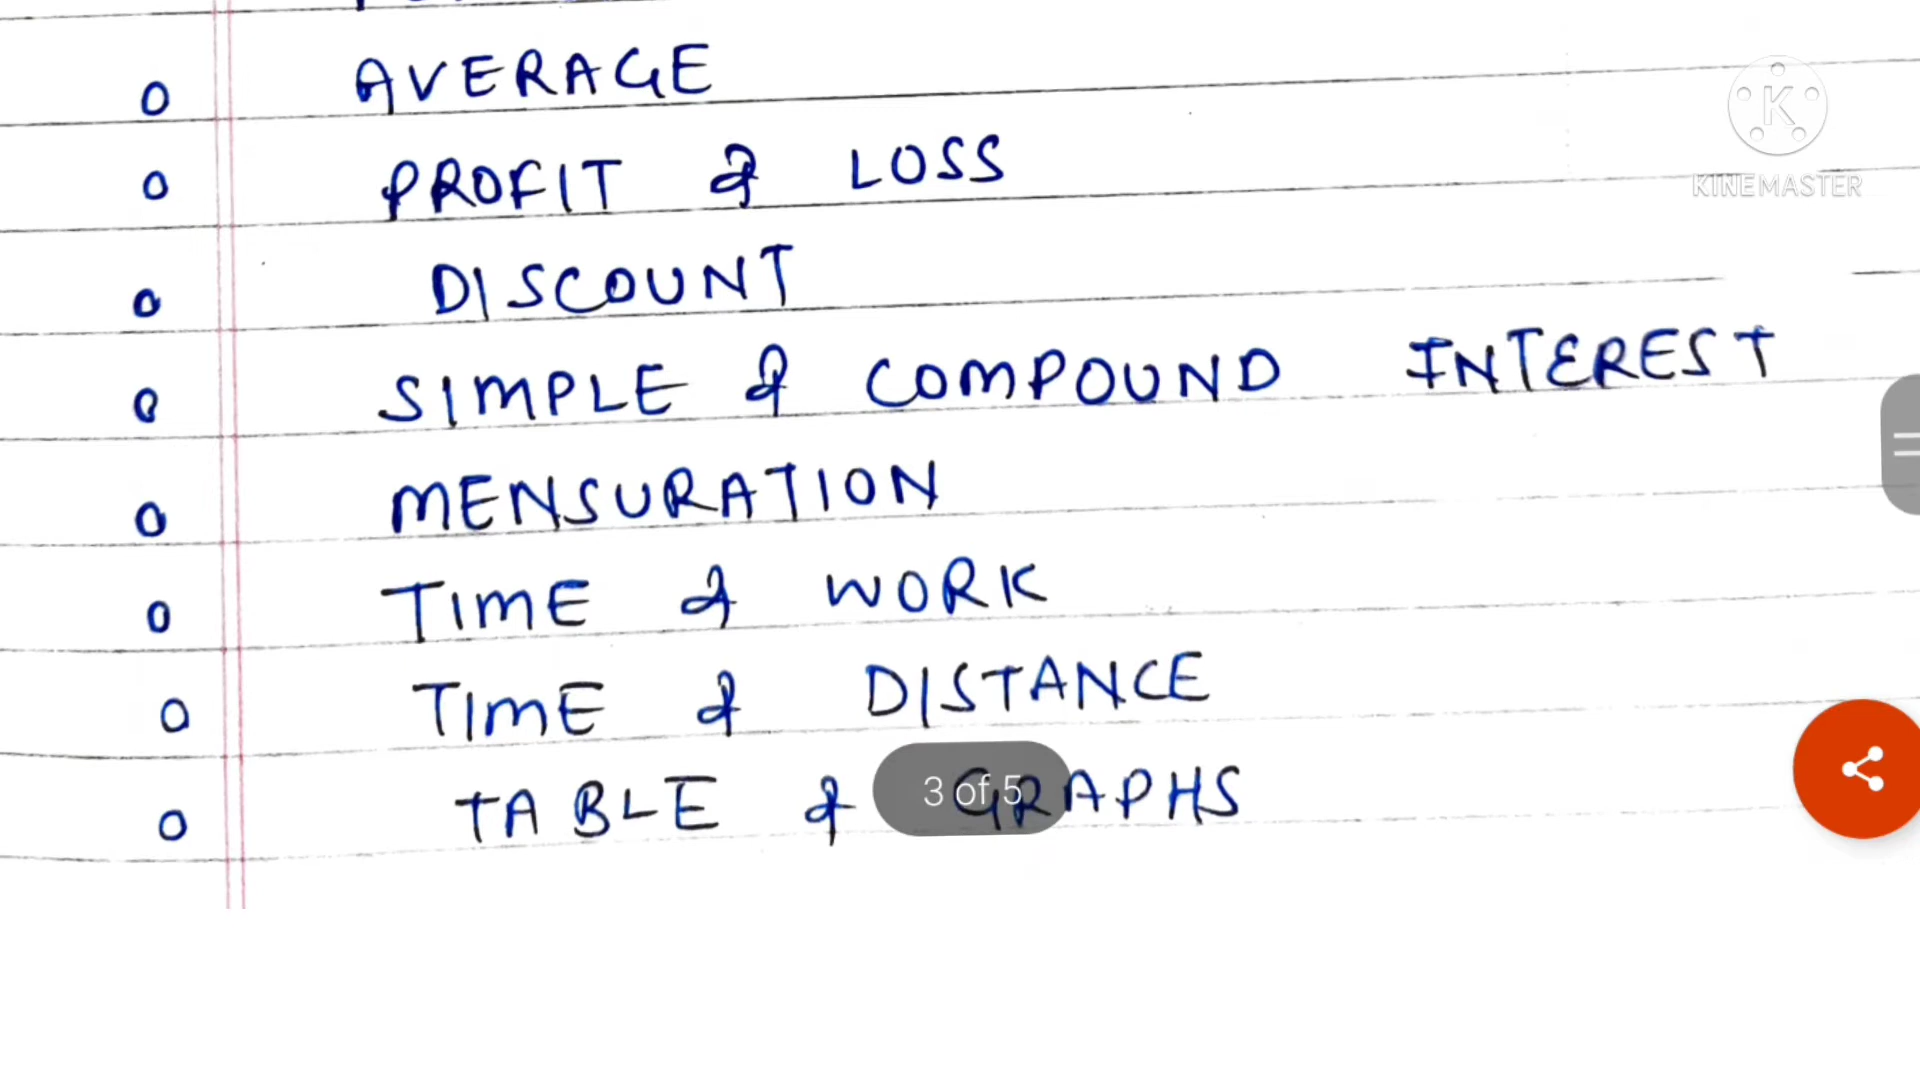 AVERAGE
PROFIT & LOSS
DISCOUNT
SIMPLE & COMPOUND INTEREST
MENSURATION
TIME & WORK
TIME & DISTANCE
TABLE & GRAPHS
3 of 5
KINEMASTER